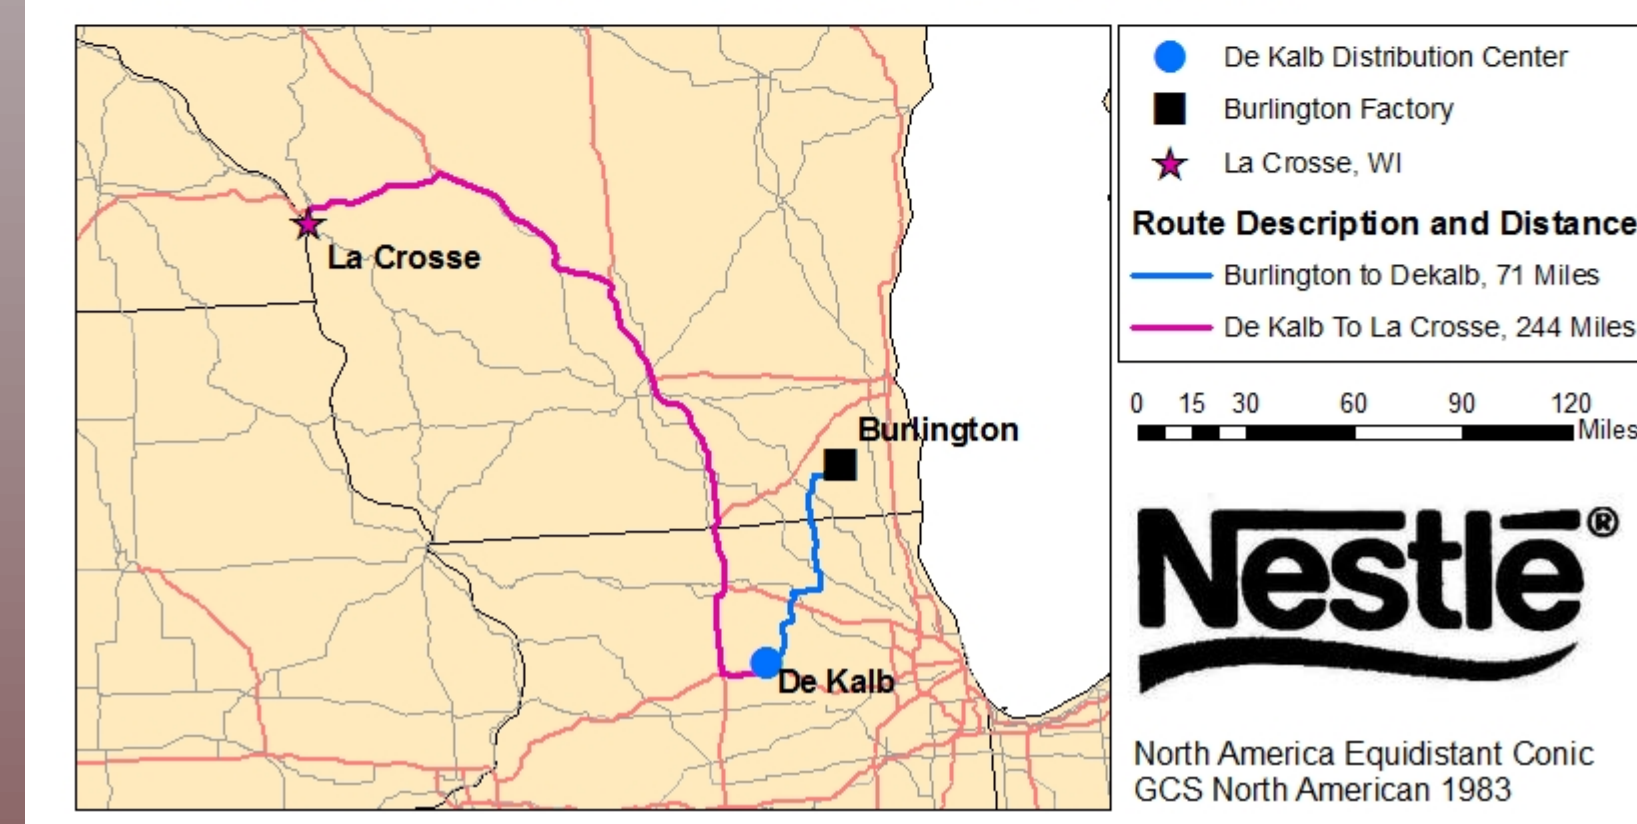 La Crosse
Burlington
De Kalb
De Kalb Distribution Center
Burlington Factory
La Crosse, WI
Route Description and Distance
Burlington to Dekalb, 71 Miles
De Kalb To La Crosse, 244 Miles
0 15 30 60 90 120
Miles
Nestlē®
North America Equidistant Conic
GCS North American 1983